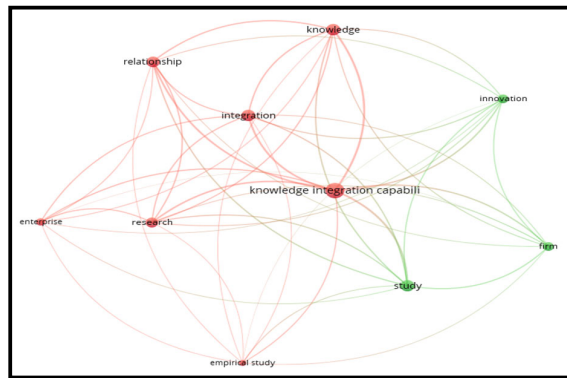 knowledge
relationship
innovation
integration
knowledge integration capabili
enterprise
research
firm
study
empirical study